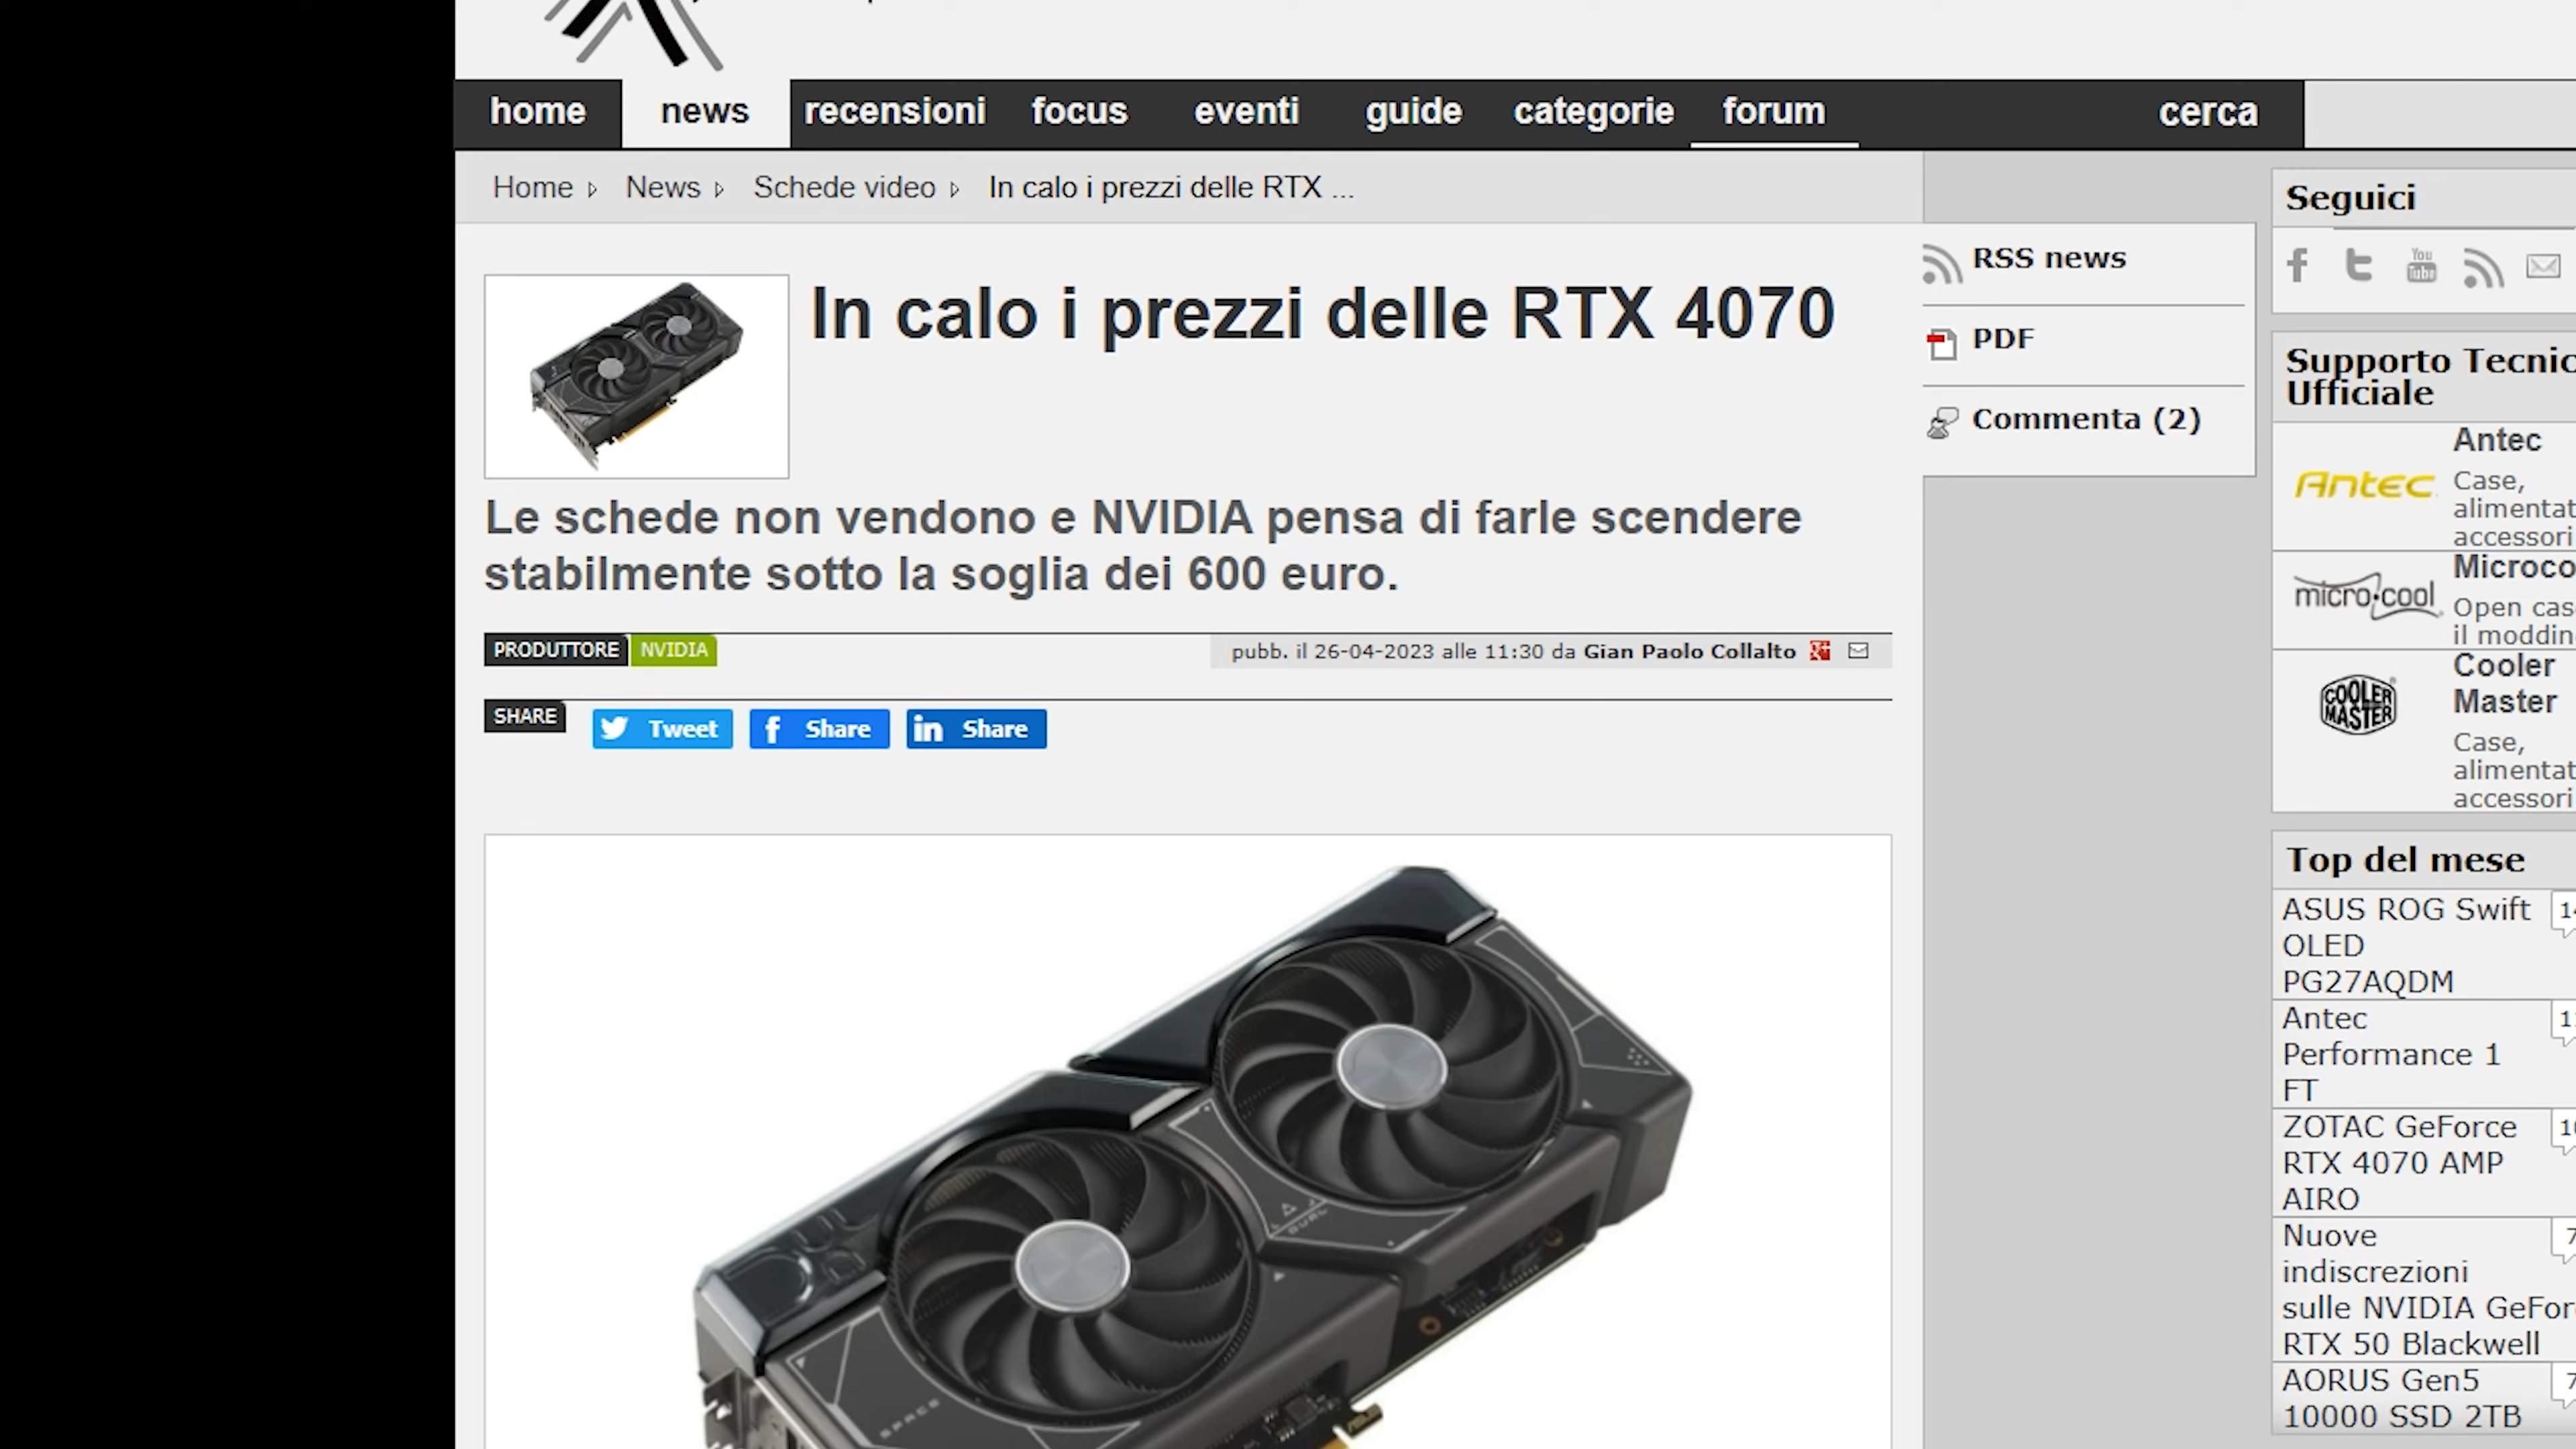 home news recensioni focus eventi guide categorie forum cerca
Home News Schede video In calo i prezzi delle RTX ...
In calo i prezzi delle RTX 4070
Le schede non vendono e NVIDIA pensa di farle scendere
stabilmente sotto la soglia dei 600 euro.
PRODUTTORE NVIDIA
pubb. il 26-04-2023 alle 11:30 da Gian Paolo Collalto
SHARE Tweet Share Share
DUAL
SPACE
RSS news
PDF
Commenta (2)
Seguici
You
Tube
Supporto Tecnic
Ufficiale
Antec
Antec
Case,
alimentat
accessori
micro cool
Microco
Open cas
il moddin
COOLER
MASTER
Cooler
Master
Case,
alimentat
accessori
Top del mese
ASUS ROG Swift
OLED
PG27AQDM
Antec
Performance 1
FT
ZOTAC GeForce
RTX 4070 AMP
AIRO
Nuove
indiscrezioni
sulle NVIDIA GeFor
RTX 50 Blackwell
AORUS Gen5
10000 SSD 2TB